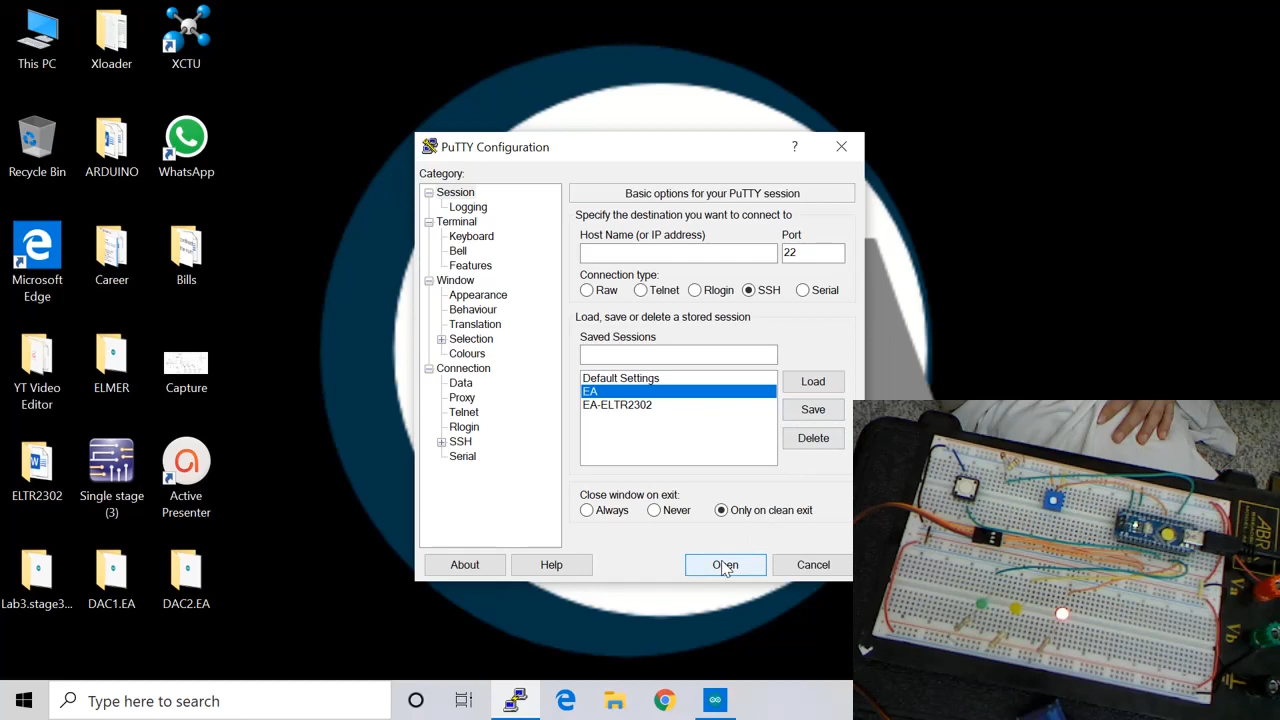 This PC
Xloader
XCTU
Recycle Bin
ARDUINO
WhatsApp
Microsoft
Edge
Career
Bills
YT Video
Editor
ELMER
Capture
ELTR2302
Single stage
(3)
Active
Presenter
Lab3.stage3...
DAC1.EA
DAC2.EA
PuTTY Configuration
?
Category:
Session
Logging
Terminal
Keyboard
Bell
Features
Window
Appearance
Behaviour
Translation
Selection
Colours
Connection
Data
Proxy
Telnet
Rlogin
SSH
Serial
Basic options for your PuTTY session
Specify the destination you want to connect to
Host Name (or IP address)
Port
22
Connection type:
Raw
Telnet
Rlogin
SSH
Serial
Load, save or delete a stored session
Saved Sessions
Default Settings
EA
EA-ELTR2302
Load
Save
Delete
Close window on exit:
Always
Never
Only on clean exit
About
Help
Open
Cancel
Type here to search
Va
Vb